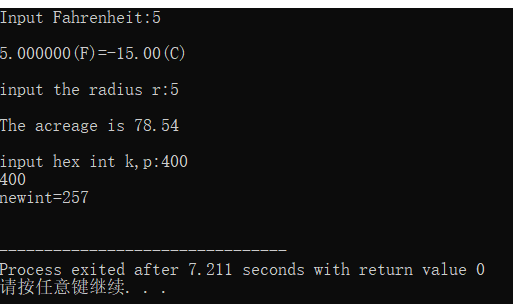 Input Fahrenheit:5
5.000000(F)=-15.00(C)
input the radius r:5
The acreage is 78.54
input hex int k,p:400
400
newint=257
--------------------------------
Process exited after 7.211 seconds with return value 0
请按任意键继续. . .